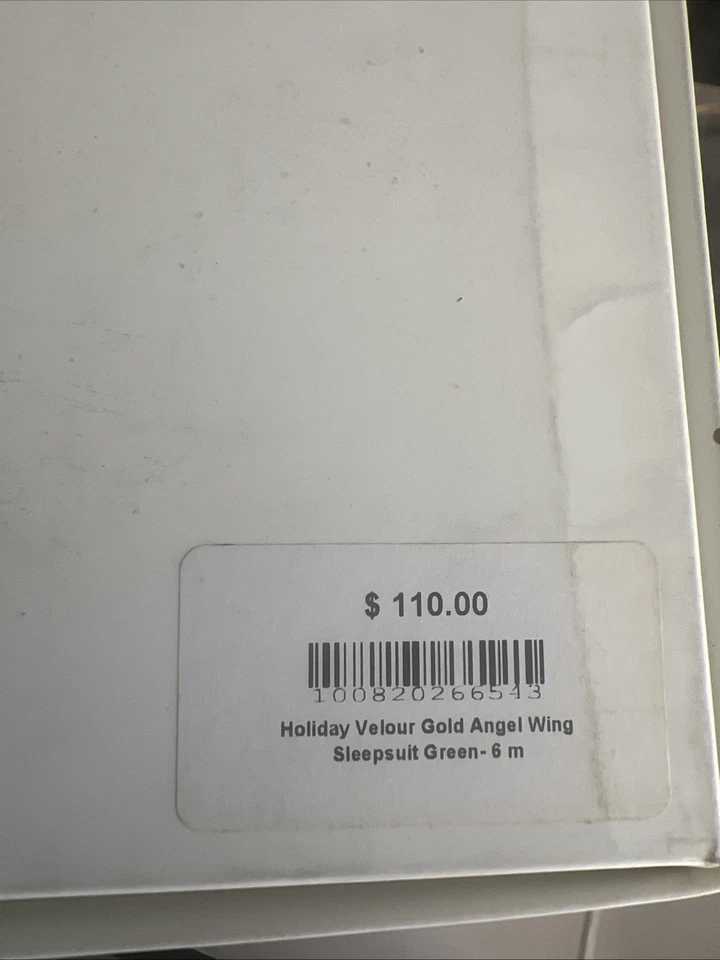 $ 110.00
100820266543
Holiday Velour Gold Angel Wing
Sleepsuit Green- 6 m